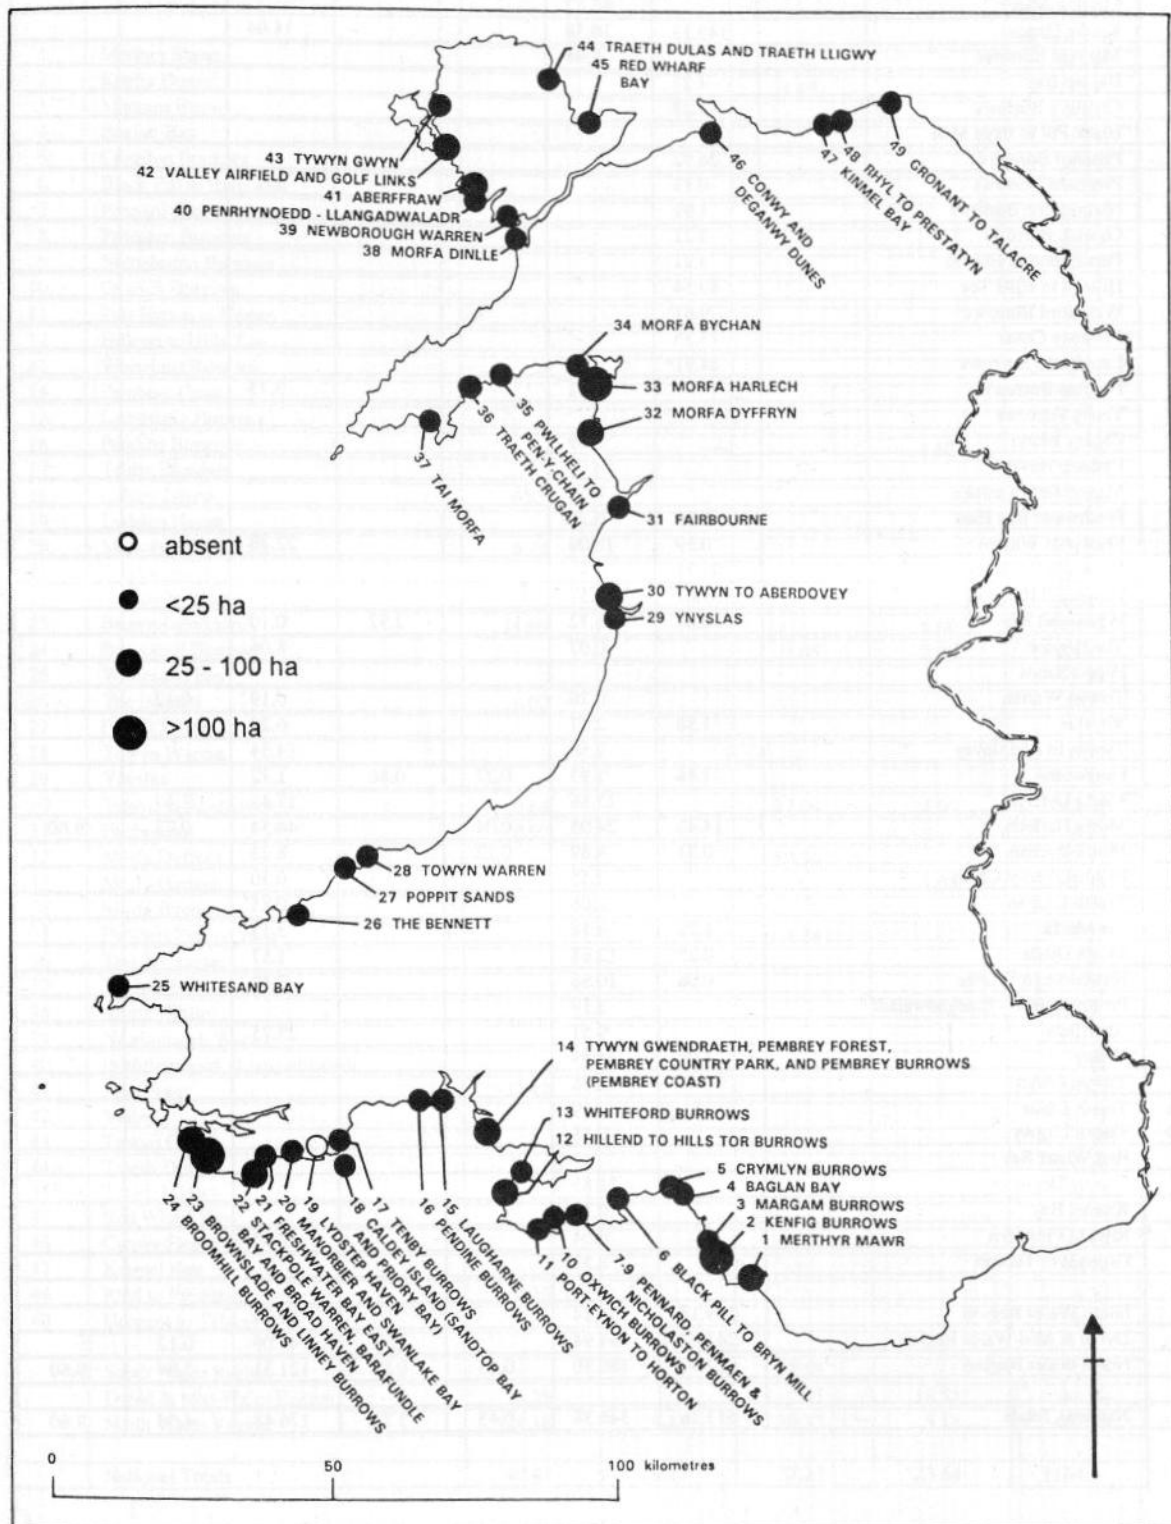 44 TRAETH DULAS AND TRAETH LLIGWY
45 RED WHARF
BAY
43 TYWYN GWYN
42 VALLEY AIRFIELD AND GOLF LINKS
41 ABERFFRAW
40 PENRHYNOEDD - LLANGADWALADR
39 NEWBOROUGH WARREN
38 MORFA DINLLE
46 CONWY AND
DEGANWY DUNES
47 KINMEL BAY
48 RHYL TO PRESTATYN
49 GRONANT TO TALACRE
34 MORFA BYCHAN
33 MORFA HARLECH
32 MORFA DYFFRYN
35 PWLLHELI TO
PEN-Y-CHAIN
36 TRAETH CRUGAN
37 TAI MORFA
31 FAIRBOURNE
30 TYWYN TO ABERDOVEY
29 YNYSLAS
absent
<25 ha
25 - 100 ha
>100 ha
28 TOWYN WARREN
27 POPPIT SANDS
26 THE BENNETT
25 WHITESAND BAY
14 TYWYN GWENDRAETH, PEMBREY FOREST,
PEMBREY COUNTRY PARK, AND PEMBREY BURROWS
(PEMBREY COAST)
13 WHITEFORD BURROWS
12 HILLEND TO HILLS TOR BURROWS
5 CRYMLYN BURROWS
4 BAGLAN BAY
3 MARGAM BURROWS
2 KENFIG BURROWS
1 MERTHYR MAWR
24 BROOMHILL BURROWS
23 BROWNSLADE AND LINNEY BURROWS
22 STACKPOLE WARREN, BARAFUNDLE
BAY AND BROAD HAVEN
21 FRESHWATER BAY EAST
20 MANORBIER AND SWANLAKE BAY
19 LYDSTEP HAVEN
18 CALDEY ISLAND (SANDTOP BAY
AND PRIORY BAY)
17 TENBY BURROWS
16 PENDINE BURROWS
15 LAUGHARNE BURROWS
11 PORT-EYNON TO HORTON
10 OXWICH BURROWS
7-9 PENNARD, PENMAEN &
NICHOLASTON BURROWS
6 BLACK PILL TO BRYN MILL
0 50 100 kilometres